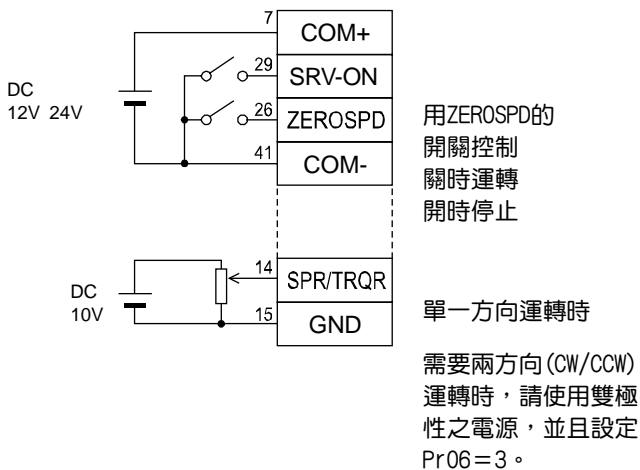 7
COM+
29
SRV-ON
DC
12V 24V
26
ZEROSPD
41
COM-
用ZEROSPD的
開關控制
關時運轉
開時停止
14
SPR/TRQR
DC
10V
15
GND
單一方向運轉時
需要兩方向(CW/CCW)
運轉時，請使用雙極
性之電源，並且設定
Pr06＝3。